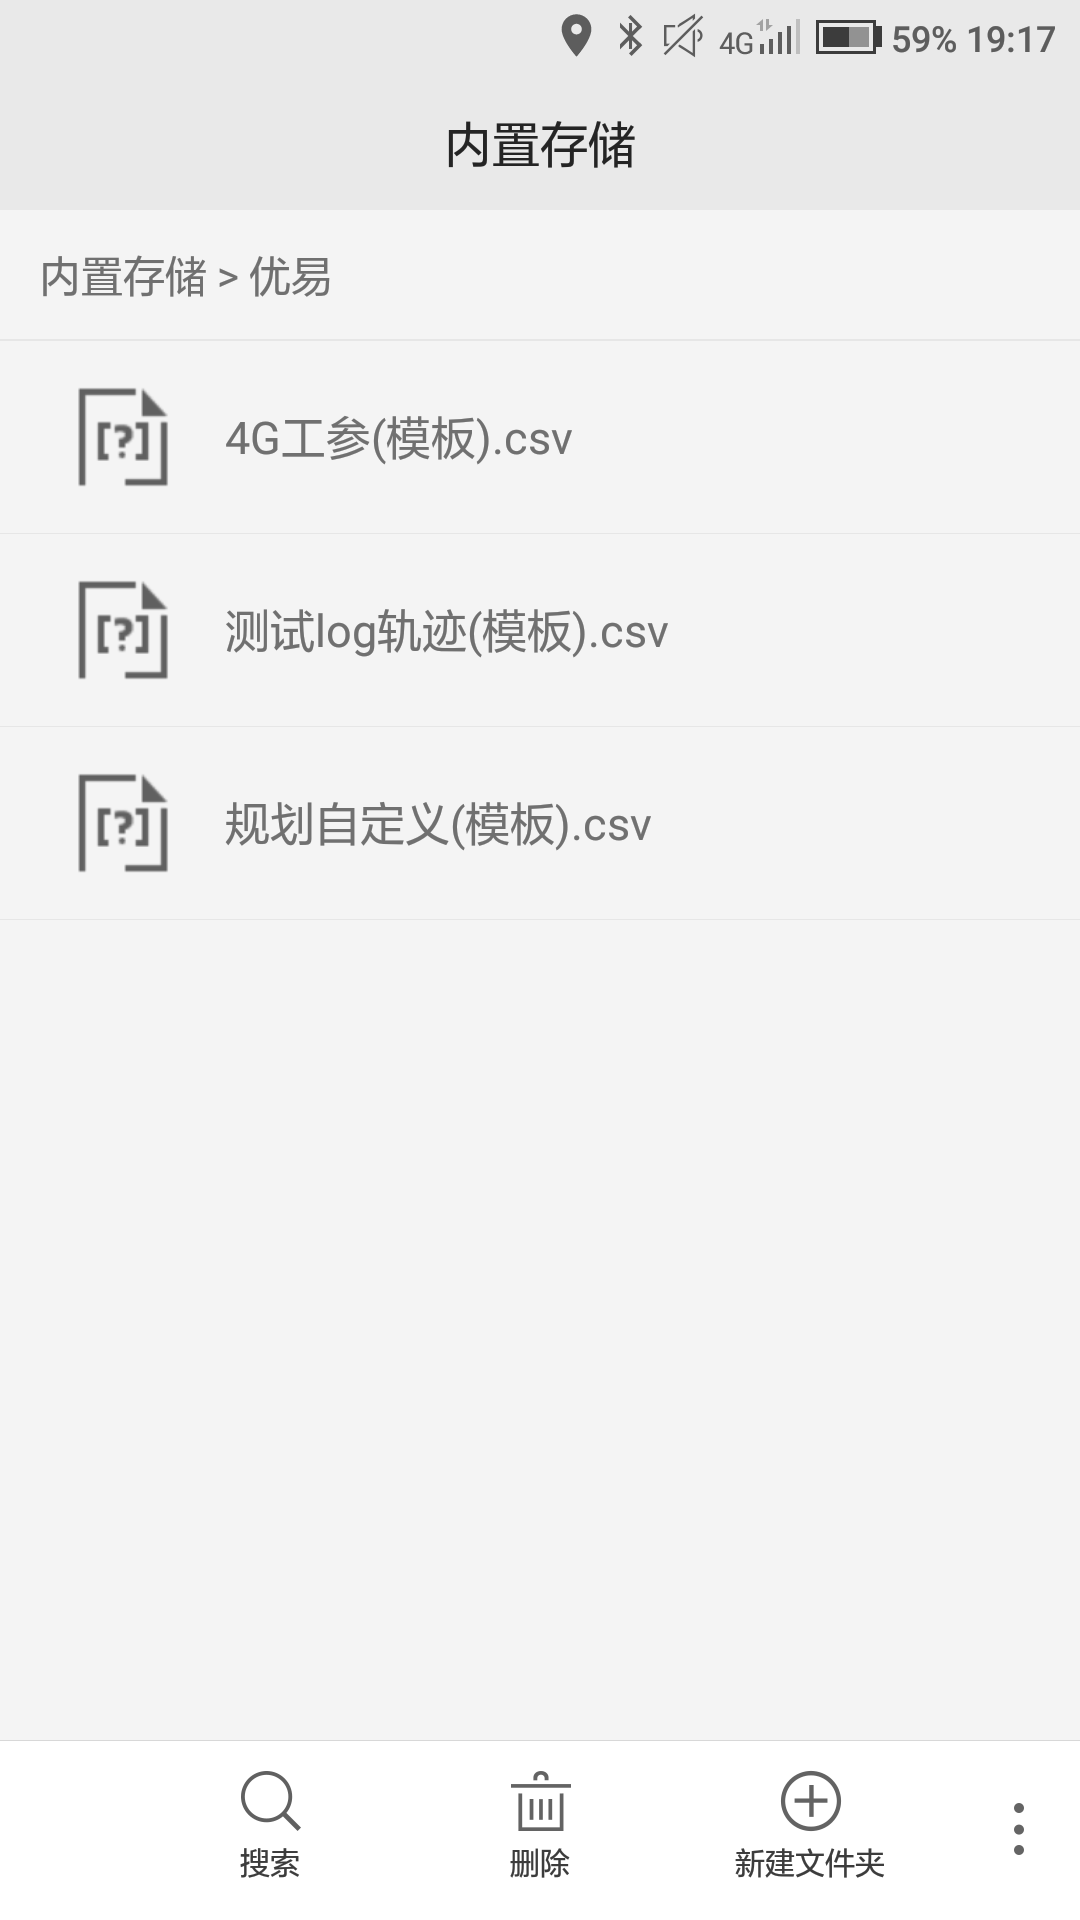 4G 59% 19:17
内置存储
内置存储 > 优易
[?] 4G工参(模板).csv
[?] 测试log轨迹(模板).csv
[?] 规划自定义(模板).csv
搜索 删除 新建文件夹